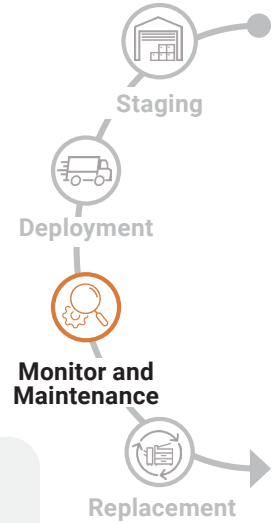 Staging
Deployment
Monitor and
Maintenance
Replacement